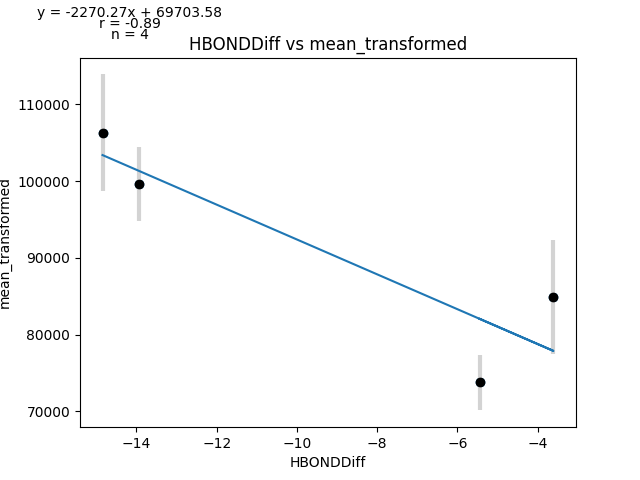 y = -2270.27x + 69703.58
r = -0.89
n = 4
HBONDDiff vs mean_transformed
110000
100000
90000
80000
70000
mean_transformed
−14
−12
−10
−8
−6
−4
HBONDDiff